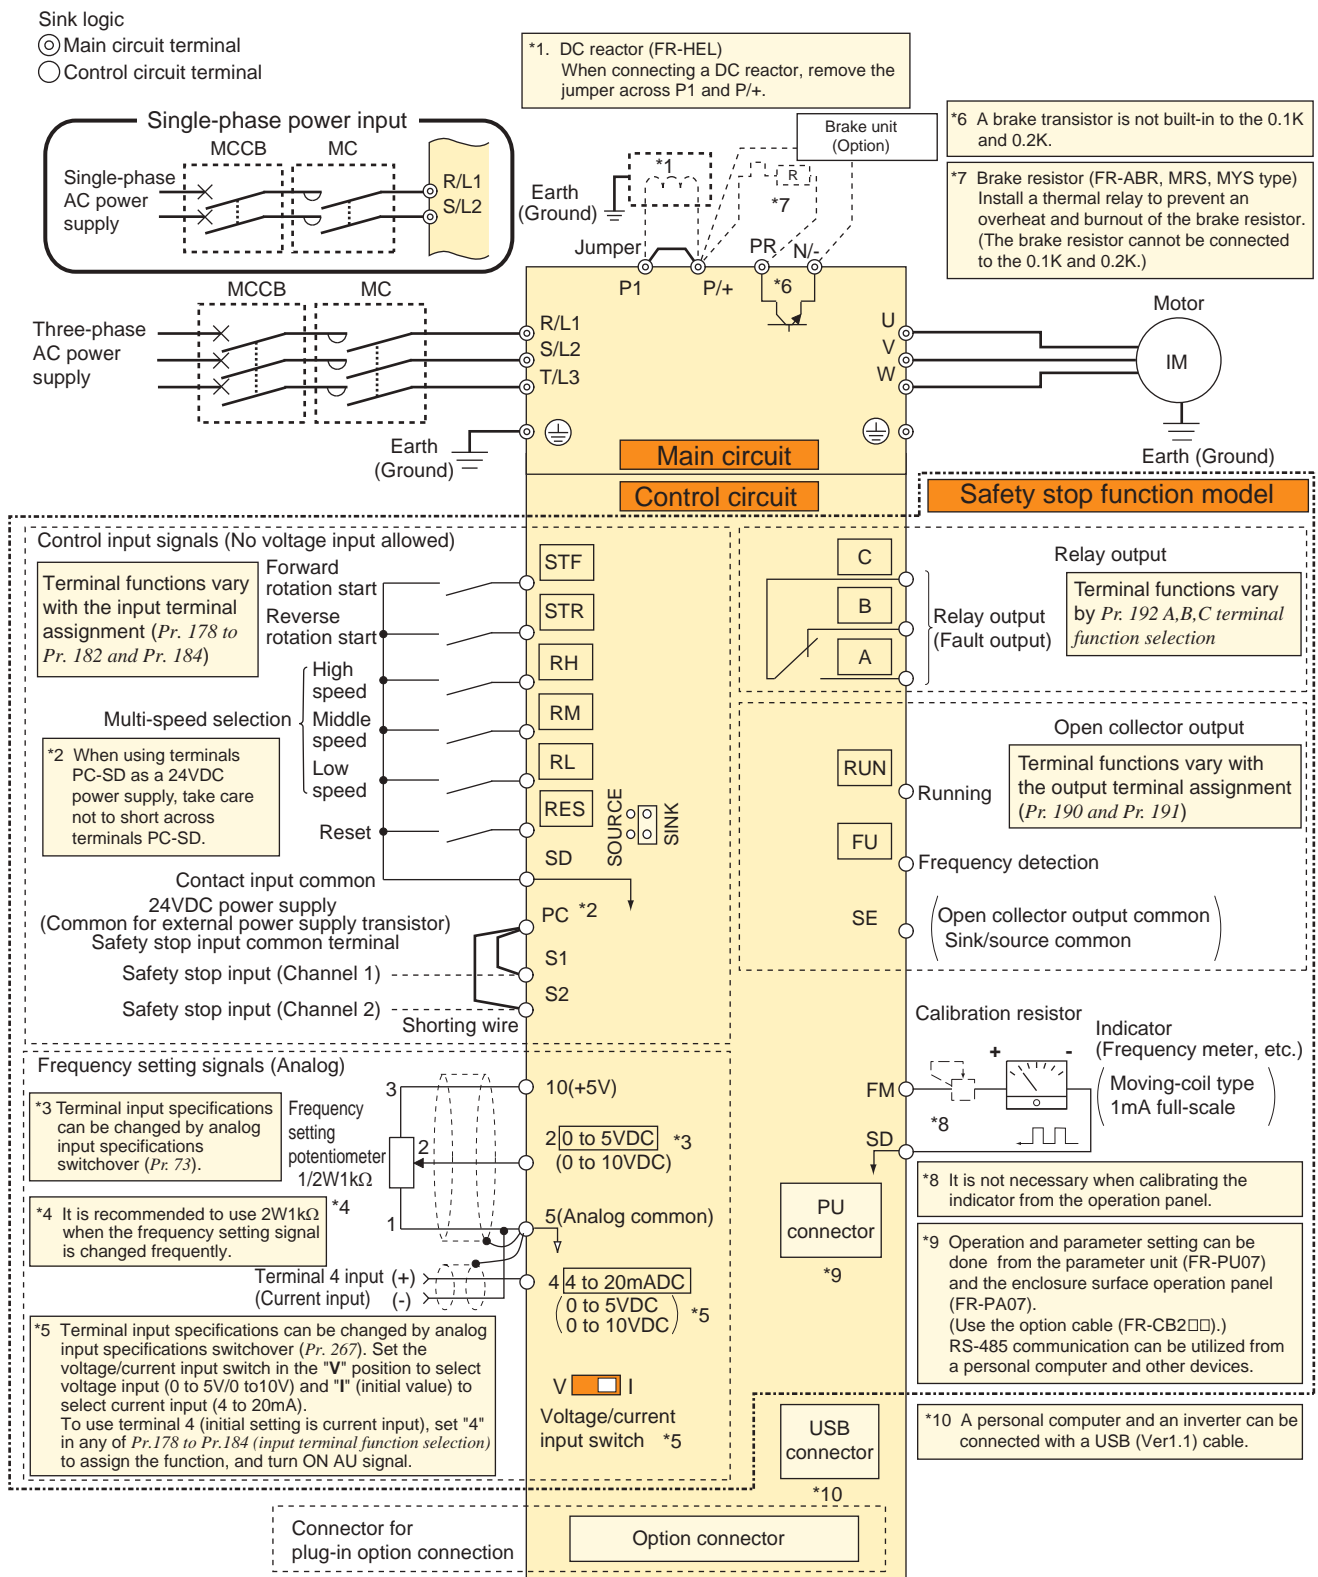 Sink logic
Main circuit terminal
Control circuit terminal
*1. DC reactor (FR-HEL)
When connecting a DC reactor, remove the
jumper across P1 and P/+.
Single-phase power input
MCCB
MC
Single-phase
AC power
supply
R/L1
S/L2
Brake unit
(Option)
*6 A brake transistor is not built-in to the 0.1K
and 0.2K.
*7 Brake resistor (FR-ABR, MRS, MYS type)
Install a thermal relay to prevent an
overheat and burnout of the brake resistor.
(The brake resistor cannot be connected
to the 0.1K and 0.2K.)
Earth
(Ground)
*1
R
*7
Jumper
PR
N/-
P1
P/+
*6
MCCB
MC
Three-phase
AC power
supply
R/L1
S/L2
T/L3
U
V
W
Motor
IM
Earth
(Ground)
Earth (Ground)
Main circuit
Control circuit
Safety stop function model
Control input signals (No voltage input allowed)
Terminal functions vary
with the input terminal
assignment (Pr. 178 to
Pr. 182 and Pr. 184)
Forward
rotation start
Reverse
rotation start
High
speed
Multi-speed selection
Middle
speed
Low
speed
Reset
*2 When using terminals
PC-SD as a 24VDC
power supply, take care
not to short across
terminals PC-SD.
STF
STR
RH
RM
RL
RES
SD
SOURCE
SINK
Contact input common
24VDC power supply
(Common for external power supply transistor)
Safety stop input common terminal
PC *2
S1
Safety stop input (Channel 1)
S2
Safety stop input (Channel 2)
Shorting wire
C
B
A
Relay output
Relay output
(Fault output)
Terminal functions vary
by Pr. 192 A,B,C terminal
function selection
Open collector output
RUN
Running
Terminal functions vary with
the output terminal assignment
(Pr. 190 and Pr. 191)
FU
Frequency detection
SE
Open collector output common
Sink/source common
Frequency setting signals (Analog)
*3 Terminal input specifications
can be changed by analog
input specifications
switchover (Pr. 73).
*4 It is recommended to use 2W1kΩ
when the frequency setting signal
is changed frequently.
Frequency
setting
potentiometer
1/2W1kΩ
*4
3
2
1
10(+5V)
2 0 to 5VDC *3
(0 to 10VDC)
5(Analog common)
Terminal 4 input (+)
(Current input) (-)
4 4 to 20mADC
0 to 5VDC
0 to 10VDC
*5
*5 Terminal input specifications can be changed by analog
input specifications switchover (Pr. 267). Set the
voltage/current input switch in the "V" position to select
voltage input (0 to 5V/0 to10V) and "I" (initial value) to
select current input (4 to 20mA).
To use terminal 4 (initial setting is current input), set "4"
in any of Pr.178 to Pr.184 (input terminal function selection)
to assign the function, and turn ON AU signal.
V I
Voltage/current
input switch *5
Calibration resistor
Indicator
(Frequency meter, etc.)
+ -
Moving-coil type
1mA full-scale
FM
*8
SD
*8 It is not necessary when calibrating the
indicator from the operation panel.
PU
connector
*9
*9 Operation and parameter setting can be
done from the parameter unit (FR-PU07)
and the enclosure surface operation panel
(FR-PA07).
(Use the option cable (FR-CB2□□).)
RS-485 communication can be utilized from
a personal computer and other devices.
USB
connector
*10
*10 A personal computer and an inverter can be
connected with a USB (Ver1.1) cable.
Connector for
plug-in option connection
Option connector